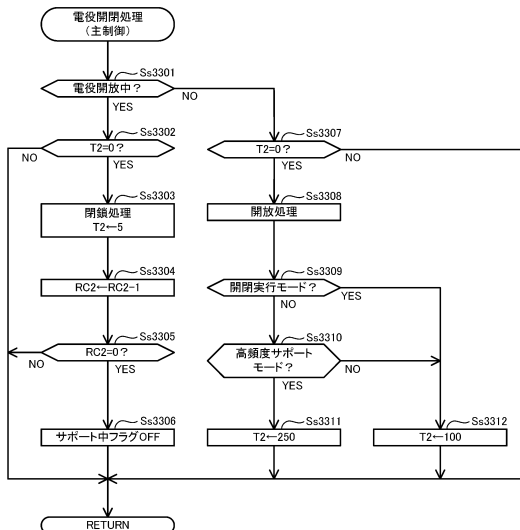 電役開閉処理
(主制御)
Ss3301
電役開放中?
NO
YES
Ss3302
T2=0?
NO
YES
Ss3307
T2=0?
NO
YES
Ss3303
閉鎖処理
T2←5
Ss3308
開放処理
Ss3304
RC2←RC2-1
Ss3309
開閉実行モード?
YES
NO
Ss3305
RC2=0?
NO
YES
Ss3310
高頻度サポート
モード?
NO
YES
Ss3306
サポート中フラグOFF
Ss3311
T2←250
Ss3312
T2←100
RETURN